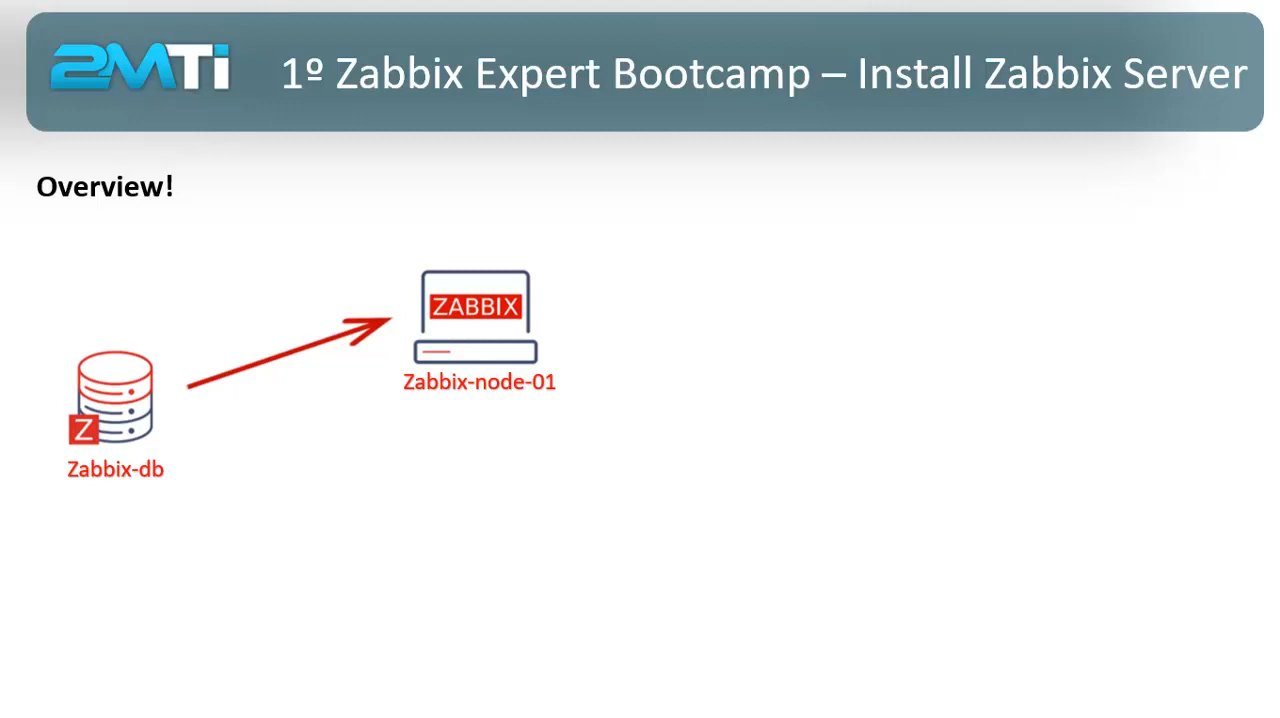 2MTi
1º Zabbix Expert Bootcamp – Install Zabbix Server
Overview!
ZABBIX
Zabbix-node-01
Z
Zabbix-db